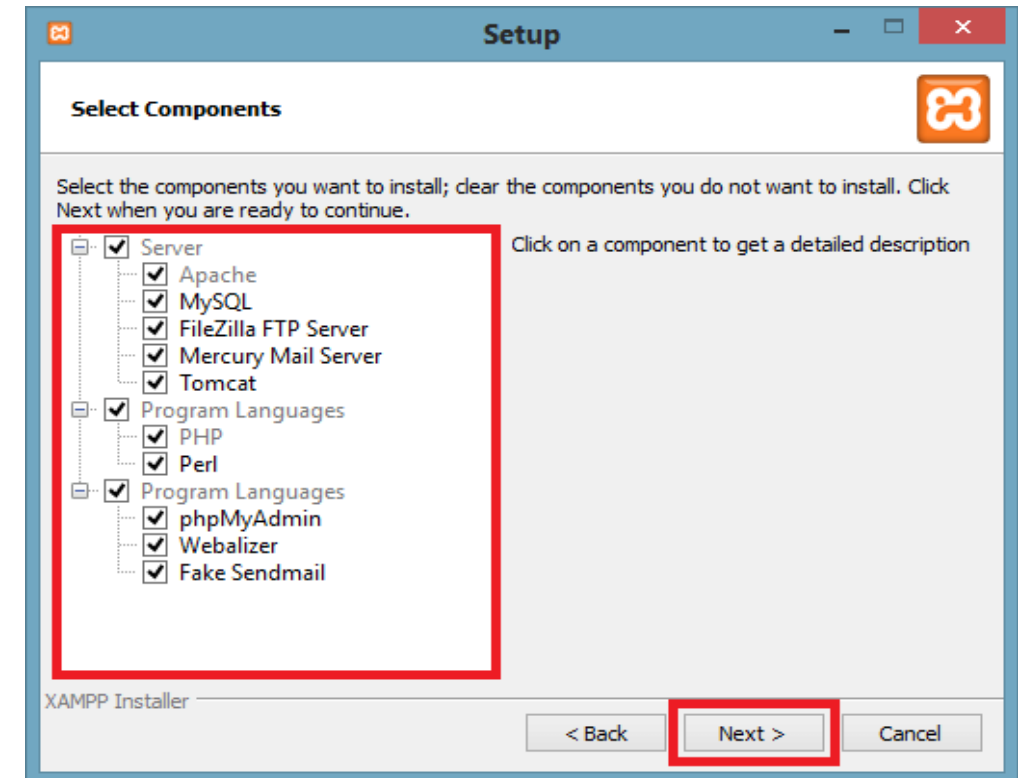 Setup
Select Components
Select the components you want to install; clear the components you do not want to install. Click
Next when you are ready to continue.
Click on a component to get a detailed description
Server
Apache
MySQL
FileZilla FTP Server
Mercury Mail Server
Tomcat
Program Languages
PHP
Perl
Program Languages
phpMyAdmin
Webalizer
Fake Sendmail
XAMPP Installer
< Back
Next >
Cancel